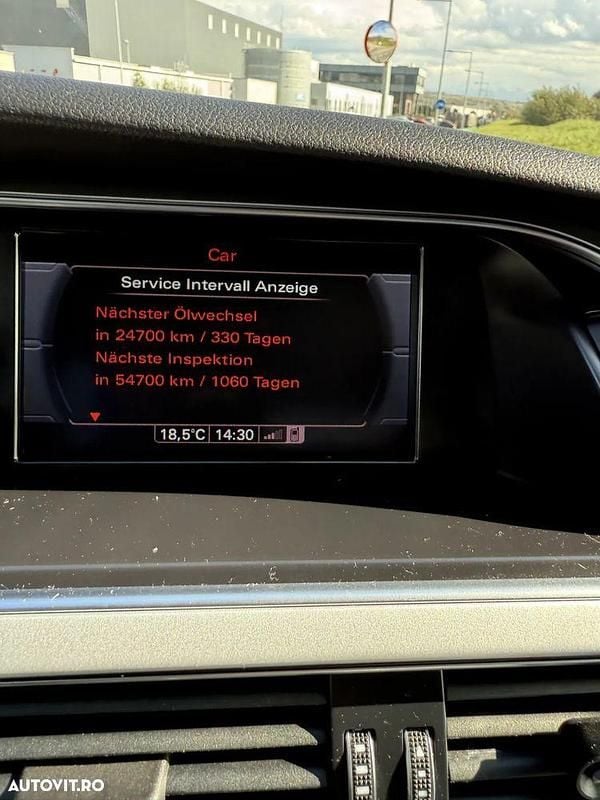 Car
Service Intervall Anzeige
Nächster Ölwechsel
in 24700 km / 330 Tagen
Nächste Inspektion
in 54700 km / 1060 Tagen
18,5°C 14:30
AUTOVIT.RO